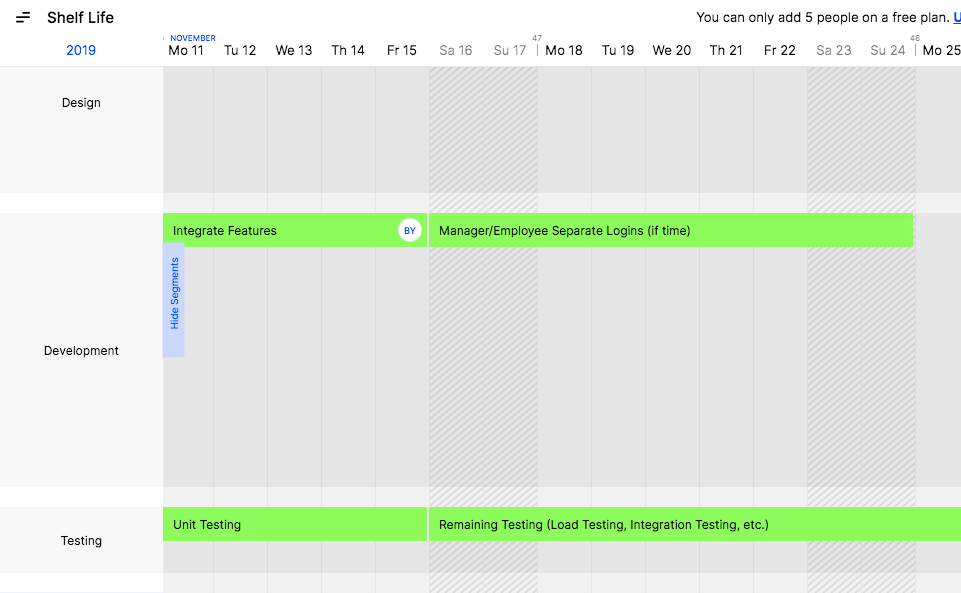 Shelf Life
You can only add 5 people on a free plan.
2019
NOVEMBER
47
48
Mo 11 Tu 12 We 13 Th 14 Fr 15 Sa 16 Su 17 Mo 18 Tu 19 We 20 Th 21 Fr 22 Sa 23 Su 24 Mo 25
Design
Integrate Features
BY
Manager/Employee Separate Logins (if time)
Hide Segments
Development
Unit Testing
Remaining Testing (Load Testing, Integration Testing, etc.)
Testing